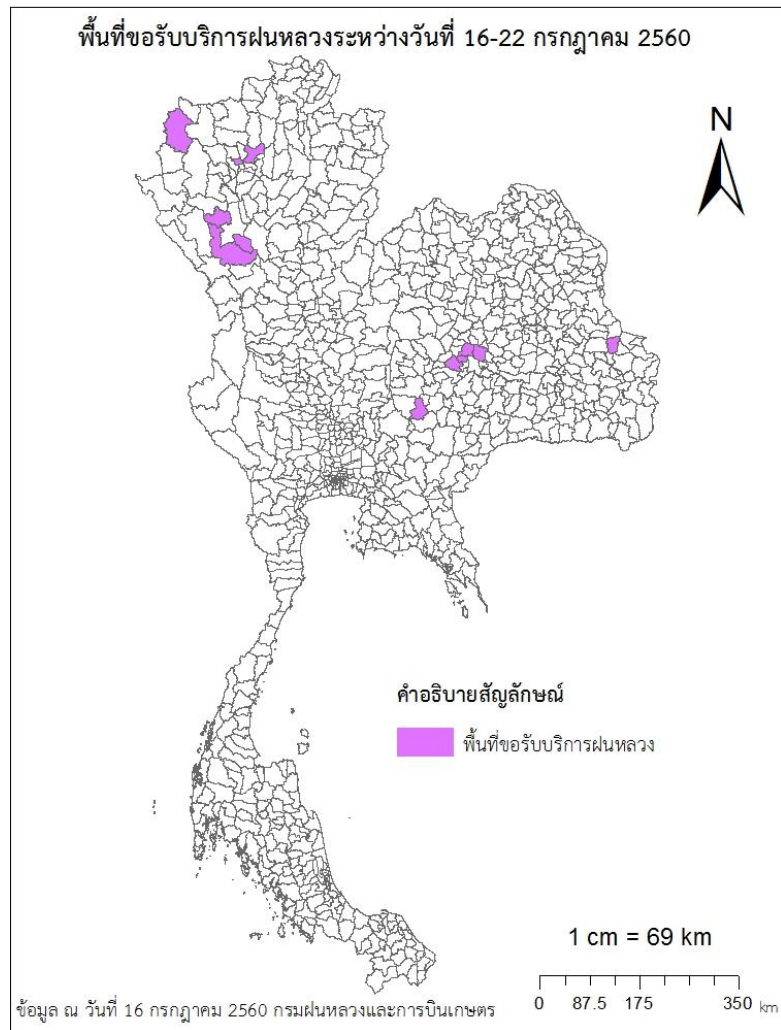 พื้นที่ขอรับบริการฝนหลวงระหว่างวันที่ 16-22 กรกฎาคม 2560
N
คำอธิบายสัญลักษณ์
พื้นที่ขอรับบริการฝนหลวง
1 cm = 69 km
0 87.5 175 350 km
ข้อมูล ณ วันที่ 16 กรกฎาคม 2560 กรมฝนหลวงและการบินเกษตร